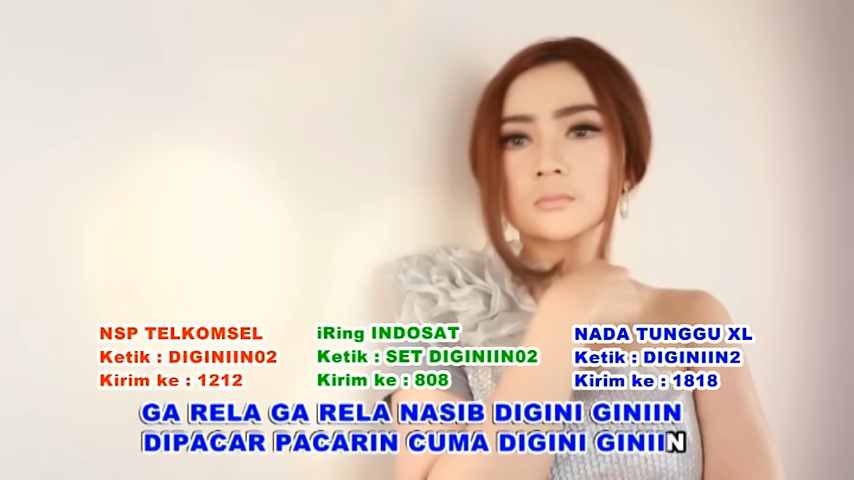 NSP TELKOMSEL
Ketik : DIGINIIN02
Kirim ke : 1212
iRing INDOSAT
Ketik : SET DIGINIIN02
Kirim ke : 808
NADA TUNGGU XL
Ketik : DIGINIIN2
Kirim ke : 1818
GA RELA GA RELA NASIB DIGINI GINIIN
DIPACAR PACARIN CUMA DIGINI GINIIN